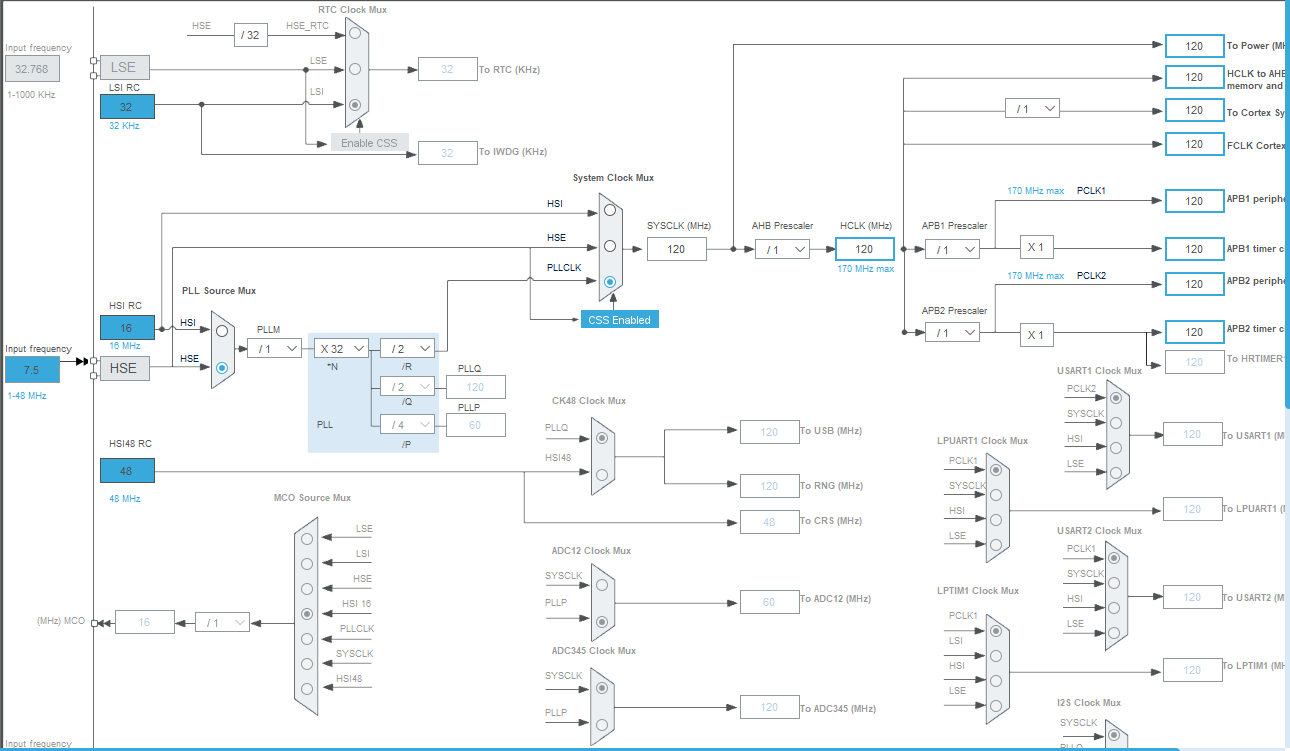 RTC Clock Mux
HSE
/ 32
HSE_RTC
Input frequency
32.768
1-1000 KHz
LSE
LSE
32
To RTC (KHz)
LSI RC
32
32 KHz
LSI
Enable CSS
32
To IWDG (KHz)
120
To Power (MH
120
HCLK to AHB
memory and
/ 1
120
To Cortex Sy
120
FCLK Cortex
System Clock Mux
HSI
HSE
PLLCLK
CSS Enabled
SYSCLK (MHz)
120
AHB Prescaler
/ 1
HCLK (MHz)
120
170 MHz max
APB1 Prescaler
/ 1
170 MHz max
PCLK1
120
APB1 periphe
X 1
120
APB1 timer cl
170 MHz max
PCLK2
120
APB2 periphe
APB2 Prescaler
/ 1
X 1
120
APB2 timer cl
120
To HRTIMER
PLL Source Mux
HSI RC
16
16 MHz
HSI
HSE
Input frequency
7.5
1-48 MHz
HSE
PLLM
/ 1
X 32
*N
/ 2
/R
/ 2
/Q
/ 4
/P
PLL
PLLQ
120
PLLP
60
HSI48 RC
48
48 MHz
CK48 Clock Mux
PLLQ
HSI48
120
To USB (MHz)
120
To RNG (MHz)
48
To CRS (MHz)
USART1 Clock Mux
PCLK2
SYSCLK
HSI
LSE
120
To USART1 (M
LPUART1 Clock Mux
PCLK1
SYSCLK
HSI
LSE
120
To LPUART1 (
MCO Source Mux
LSE
LSI
HSE
HSI 16
PLLCLK
SYSCLK
HSI48
/ 1
16
(MHz) MCO
ADC12 Clock Mux
SYSCLK
PLLP
60
To ADC12 (MHz)
USART2 Clock Mux
PCLK1
SYSCLK
HSI
LSE
120
To USART2 (M
LPTIM1 Clock Mux
PCLK1
LSI
HSI
LSE
120
To LPTIM1 (MH
ADC345 Clock Mux
SYSCLK
PLLP
120
To ADC345 (MHz)
I2S Clock Mux
SYSCLK
PLLQ
Input frequency